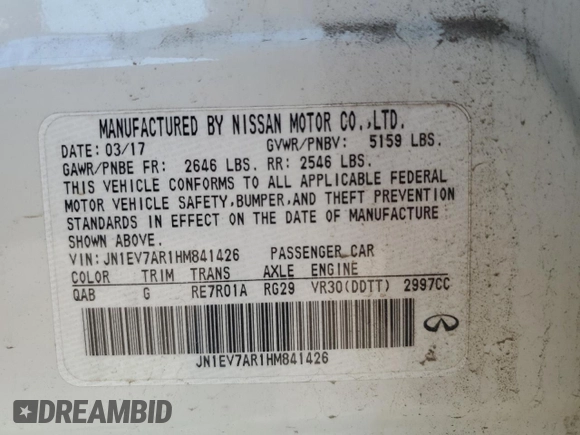 MANUFACTURED BY NISSAN MOTOR CO.,LTD.
DATE: 03/17 GVWR/PNBV: 5159 LBS.
GAWR/PNBE FR: 2646 LBS. RR: 2546 LBS.
THIS VEHICLE CONFORMS TO ALL APPLICABLE FEDERAL
MOTOR VEHICLE SAFETY, BUMPER, AND THEFT PREVENTION
STANDARDS IN EFFECT ON THE DATE OF MANUFACTURE
SHOWN ABOVE.
VIN: JN1EV7AR1HM841426 PASSENGER CAR
COLOR TRIM TRANS AXLE ENGINE
QAB G RE7R01A RG29 VR30(DDTT) 2997CC
JN1EV7AR1HM841426
INFINITI
DREAMBID